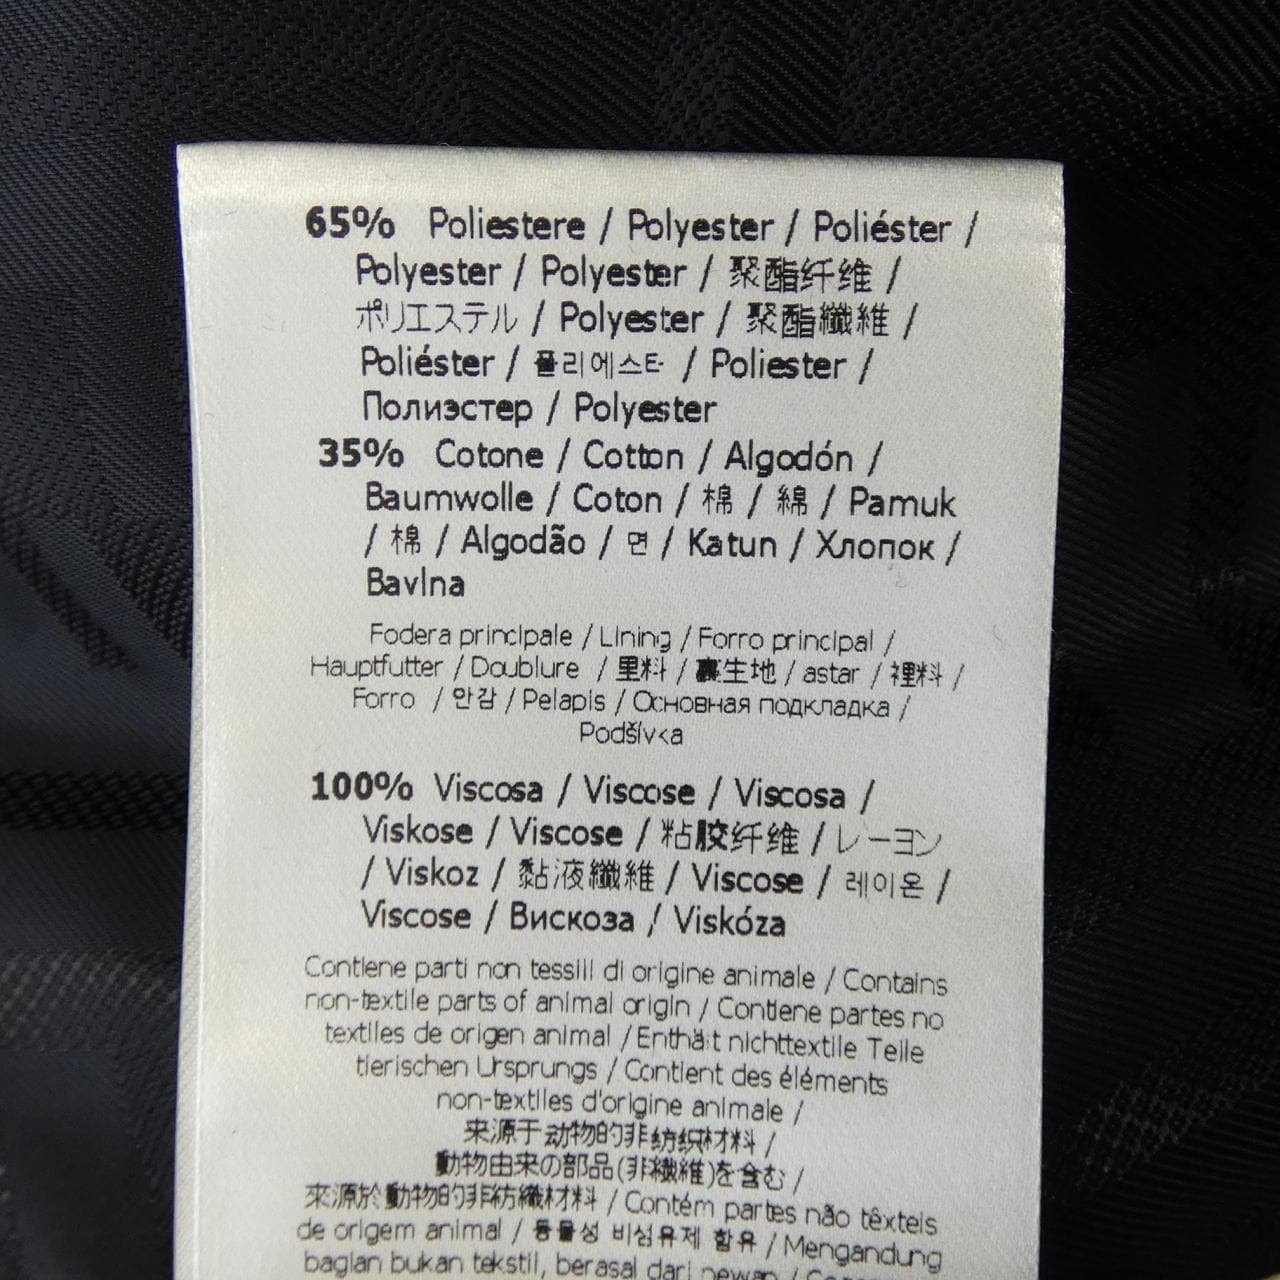 65% Poliestere / Polyester / Poliéster /
Polyester / Polyester / 聚酯纤维 /
ポリエステル / Polyester / 聚酯纖維 /
Poliéster / 폴리에스터 / Poliester /
Полиэстер / Polyester
35% Cotone / Cotton / Algodón /
Baumwolle / Coton / 棉 / 綿 / Pamuk
/ 棉 / Algodão / 면 / Katun / Хлопок /
Bavlna
Fodera principale / Lining / Forro principal /
Hauptfutter / Doublure / 里料 / 裏生地 / astar / 裡料 /
Forro / 안감 / Pelapis / Основная подкладка /
Podšívka
100% Viscosa / Viscose / Viscosa /
Viskose / Viscose / 粘胶纤维 / レーヨン
/ Viskoz / 黏液纖維 / Viscose / 레이온 /
Viscose / Вискоза / Viskóza
Contiene parti non tessili di origine animale / Contains
non-textile parts of animal origin / Contiene partes no
textiles de origen animal / Enthält nichttextile Teile
tierischen Ursprungs / Contient des éléments
non-textiles d'origine animale /
来源于动物的非纺织材料 /
動物由来の部品(非繊維)を含む /
來源於動物的非紡織材料 / Contém partes não têxteis
de origem animal / 동물성 비섬유제 함유 / Mengandung
bagian bukan tekstil, berasal dari hewan /